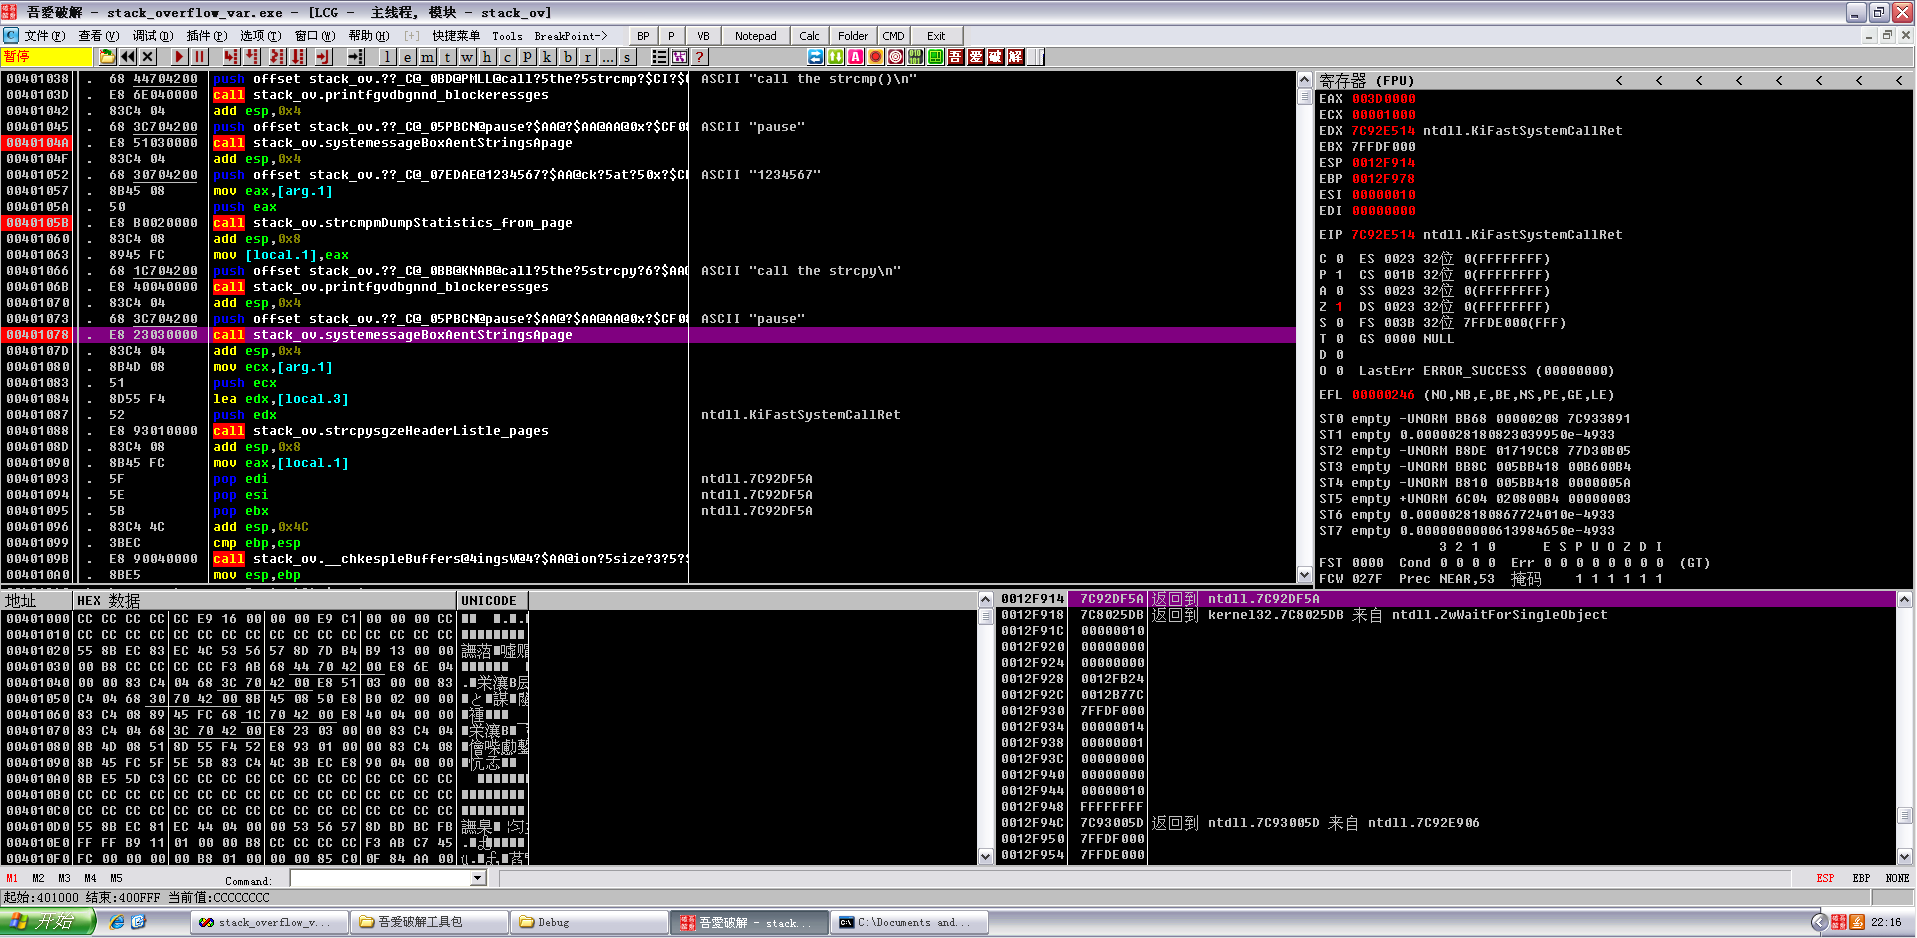 吾愛破解 - stack_overflow_var.exe - [LCG -  主线程, 模块 - stack_ov]
文件(F) 查看(V) 调试(D) 插件(P) 选项(T) 窗口(W) 帮助(H) [+] 快捷菜单 Tools BreakPoint-> BP P VB Notepad Calc Folder CMD Exit
暂停 l e m t w h c p k b r ... s ? 吾 爱 破 解
00401038 . 68 44704200 push offset stack_ov.??_C@_0BD@PMLL@call?5the?5strcmp?$CI?$ ASCII "call the strcmp()\n"
0040103D . E8 6E040000 call stack_ov.printfgvdbgnnd_blockeressges
00401042 . 83C4 04 add esp,0x4
00401045 . 68 3C704200 push offset stack_ov.??_C@_05PBCN@pause?$AA@?$AA@AA@0x?$CF0 ASCII "pause"
0040104A . E8 51030000 call stack_ov.systemessageBoxAentStringsApage
0040104F . 83C4 04 add esp,0x4
00401052 . 68 30704200 push offset stack_ov.??_C@_07EDAE@1234567?$AA@ck?5at?50x?$C ASCII "1234567"
00401057 . 8B45 08 mov eax,[arg.1]
0040105A . 50 push eax
0040105B . E8 B0020000 call stack_ov.strcmpmDumpStatistics_from_page
00401060 . 83C4 08 add esp,0x8
00401063 . 8945 FC mov [local.1],eax
00401066 . 68 1C704200 push offset stack_ov.??_C@_0BB@KNAB@call?5the?5strcpy?6?$AA ASCII "call the strcpy\n"
0040106B . E8 40040000 call stack_ov.printfgvdbgnnd_blockeressges
00401070 . 83C4 04 add esp,0x4
00401073 . 68 3C704200 push offset stack_ov.??_C@_05PBCN@pause?$AA@?$AA@AA@0x?$CF0 ASCII "pause"
00401078 . E8 23030000 call stack_ov.systemessageBoxAentStringsApage
0040107D . 83C4 04 add esp,0x4
00401080 . 8B4D 08 mov ecx,[arg.1]
00401083 . 51 push ecx
00401084 . 8D55 F4 lea edx,[local.3]
00401087 . 52 push edx ntdll.KiFastSystemCallRet
00401088 . E8 93010000 call stack_ov.strcpysgzeHeaderListle_pages
0040108D . 83C4 08 add esp,0x8
00401090 . 8B45 FC mov eax,[local.1]
00401093 . 5F pop edi ntdll.7C92DF5A
00401094 . 5E pop esi ntdll.7C92DF5A
00401095 . 5B pop ebx ntdll.7C92DF5A
00401096 . 83C4 4C add esp,0x4C
00401099 . 3BEC cmp ebp,esp
0040109B . E8 90040000 call stack_ov.__chkespleBuffers@4ingsW@4?$AA@ion?5size?3?5?$
004010A0 . 8BE5 mov esp,ebp
寄存器 (FPU) < < < < < < < <
EAX 003D0000
ECX 00001000
EDX 7C92E514 ntdll.KiFastSystemCallRet
EBX 7FFDF000
ESP 0012F914
EBP 0012F978
ESI 00000010
EDI 00000000
EIP 7C92E514 ntdll.KiFastSystemCallRet
C 0 ES 0023 32位 0(FFFFFFFF)
P 1 CS 001B 32位 0(FFFFFFFF)
A 0 SS 0023 32位 0(FFFFFFFF)
Z 1 DS 0023 32位 0(FFFFFFFF)
S 0 FS 003B 32位 7FFDE000(FFF)
T 0 GS 0000 NULL
D 0
O 0 LastErr ERROR_SUCCESS (00000000)
EFL 00000246 (NO,NB,E,BE,NS,PE,GE,LE)
ST0 empty -UNORM BB68 00000208 7C933891
ST1 empty 0.0000028180823039950e-4933
ST2 empty -UNORM B8DE 01719CC8 77D30B05
ST3 empty -UNORM BB8C 005BB418 00B600B4
ST4 empty -UNORM B810 005BB418 0000005A
ST5 empty +UNORM 6C04 020800B4 00000003
ST6 empty 0.0000028180867724010e-4933
ST7 empty 0.0000000000613984650e-4933
3 2 1 0 E S P U O Z D I
FST 0000 Cond 0 0 0 0 Err 0 0 0 0 0 0 0 0 (GT)
FCW 027F Prec NEAR,53 掩码 1 1 1 1 1 1
地址 HEX 数据 UNICODE
00401000 CC CC CC CC CC E9 16 00 00 00 E9 C1 00 00 00 CC
00401010 CC CC CC CC CC CC CC CC CC CC CC CC CC CC CC CC
00401020 55 8B EC 83 EC 4C 53 56 57 8D 7D B4 B9 13 00 00
00401030 00 B8 CC CC CC CC F3 AB 68 44 70 42 00 E8 6E 04
00401040 00 00 83 C4 04 68 3C 70 42 00 E8 51 03 00 00 83
00401050 C4 04 68 30 70 42 00 8B 45 08 50 E8 B0 02 00 00
00401060 83 C4 08 89 45 FC 68 1C 70 42 00 E8 40 04 00 00
00401070 83 C4 04 68 3C 70 42 00 E8 23 03 00 00 83 C4 04
00401080 8B 4D 08 51 8D 55 F4 52 E8 93 01 00 00 83 C4 08
00401090 8B 45 FC 5F 5E 5B 83 C4 4C 3B EC E8 90 04 00 00
004010A0 8B E5 5D C3 CC CC CC CC CC CC CC CC CC CC CC CC
004010B0 CC CC CC CC CC CC CC CC CC CC CC CC CC CC CC CC
004010C0 CC CC CC CC CC CC CC CC CC CC CC CC CC CC CC CC
004010D0 55 8B EC 81 EC 44 04 00 00 53 56 57 8D BD BC FB
004010E0 FF FF B9 11 01 00 00 B8 CC CC CC CC F3 AB C7 45
004010F0 FC 00 00 00 00 B8 01 00 00 00 85 C0 0F 84 AA 00
0012F914 7C92DF5A 返回到 ntdll.7C92DF5A
0012F918 7C8025DB 返回到 kernel32.7C8025DB 来自 ntdll.ZwWaitForSingleObject
0012F91C 00000010
0012F920 00000000
0012F924 00000000
0012F928 0012FB24
0012F92C 0012B77C
0012F930 7FFDF000
0012F934 00000014
0012F938 00000001
0012F93C 00000000
0012F940 00000000
0012F944 00000010
0012F948 FFFFFFFF
0012F94C 7C93005D 返回到 ntdll.7C93005D 来自 ntdll.7C92E906
0012F950 7FFDF000
0012F954 7FFDE000
M1 M2 M3 M4 M5 Command: ESP EBP NONE
起始:401000 结束:400FFF 当前值:CCCCCCCC
开始 stack_overflow_v... 吾爱破解工具包 Debug 吾愛破解 - stack... C:\Documents and... 22:16